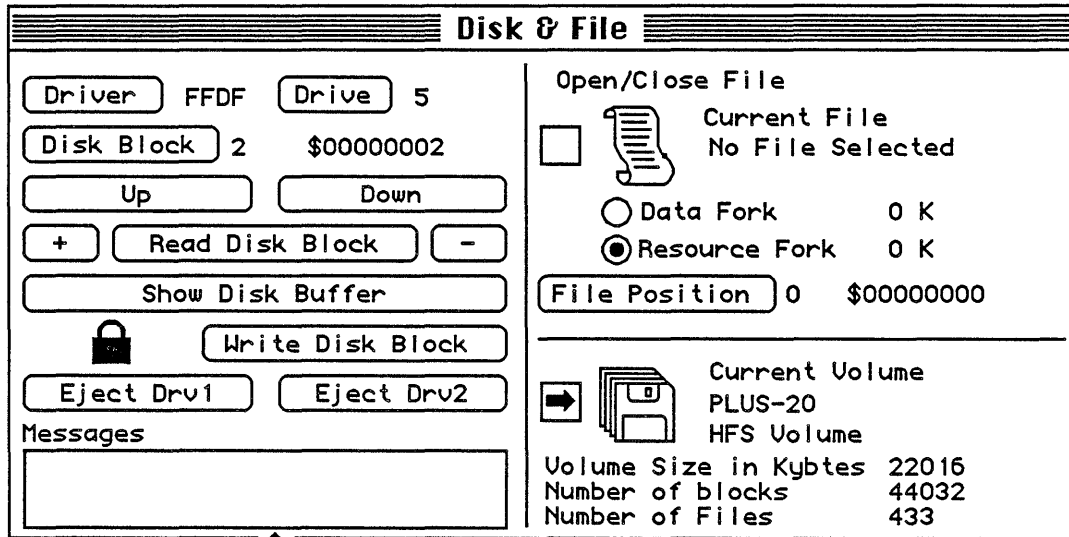 Disk & File
Driver FFDF Drive 5
Disk Block 2 $00000002
Up Down
+ Read Disk Block -
Show Disk Buffer
Write Disk Block
Eject Drv1 Eject Drv2
Messages
Open/Close File
Current File
No File Selected
Data Fork 0 K
Resource Fork 0 K
File Position 0 $00000000
Current Volume
PLUS-20
HFS Volume
Volume Size in Kybtes 22016
Number of blocks 44032
Number of Files 433